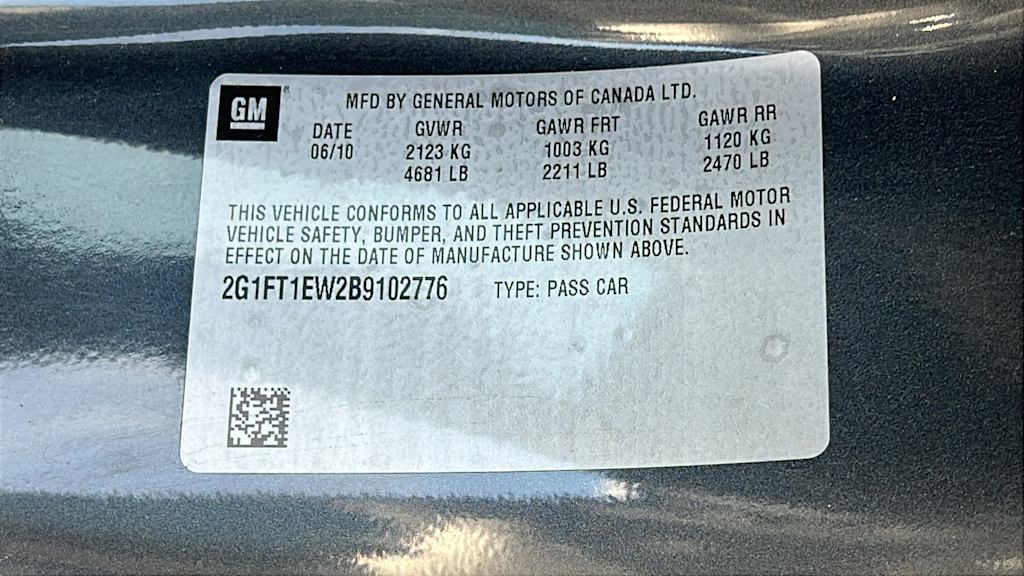 GM ®
MFD BY GENERAL MOTORS OF CANADA LTD.
DATE GVWR GAWR FRT GAWR RR
06/10 2123 KG 1003 KG 1120 KG
4681 LB 2211 LB 2470 LB
THIS VEHICLE CONFORMS TO ALL APPLICABLE U.S. FEDERAL MOTOR
VEHICLE SAFETY, BUMPER, AND THEFT PREVENTION STANDARDS IN
EFFECT ON THE DATE OF MANUFACTURE SHOWN ABOVE.
2G1FT1EW2B9102776 TYPE: PASS CAR